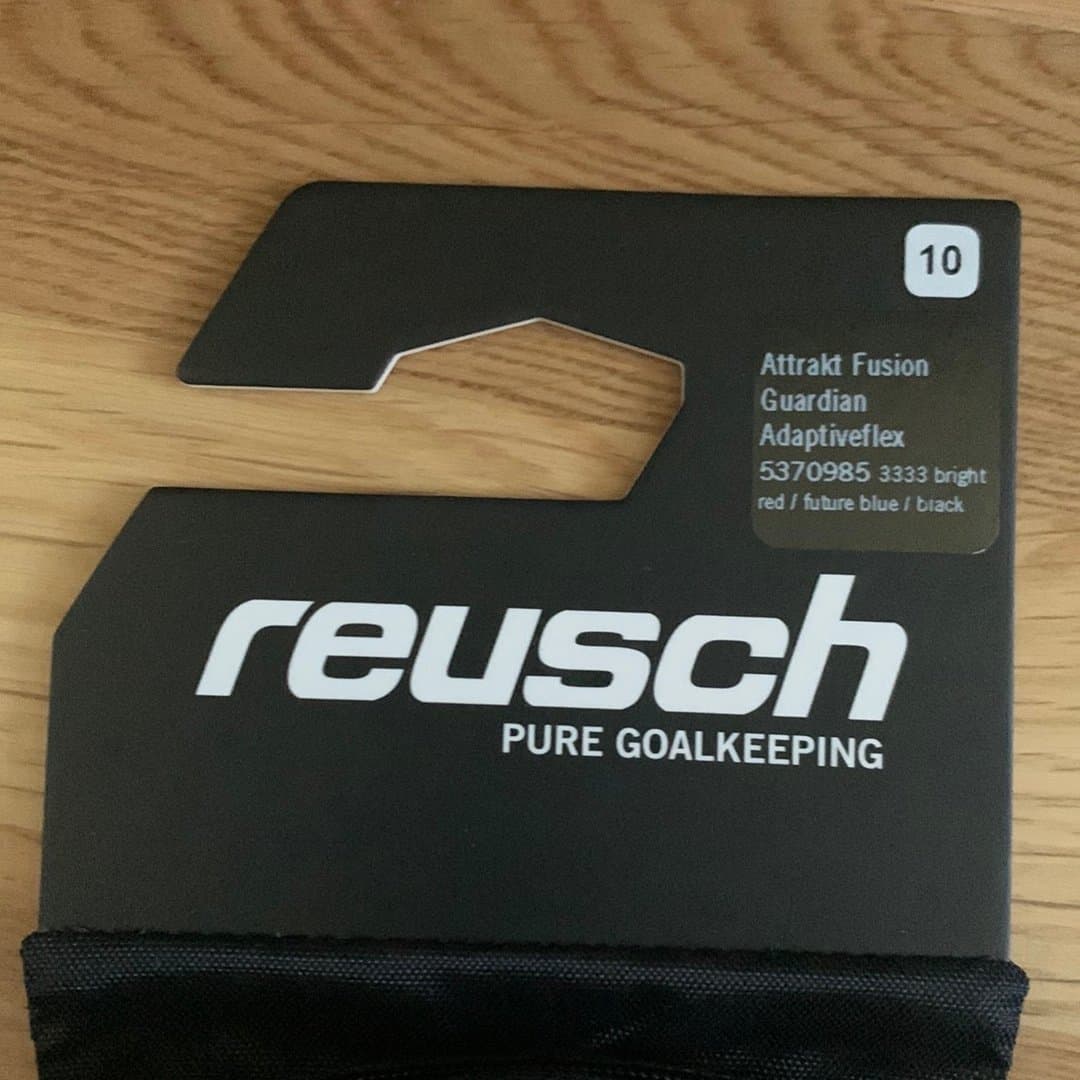 10
Attrakt Fusion
Guardian
Adaptiveflex
5370985 3333 bright
red / future blue / black
reusch
PURE GOALKEEPING